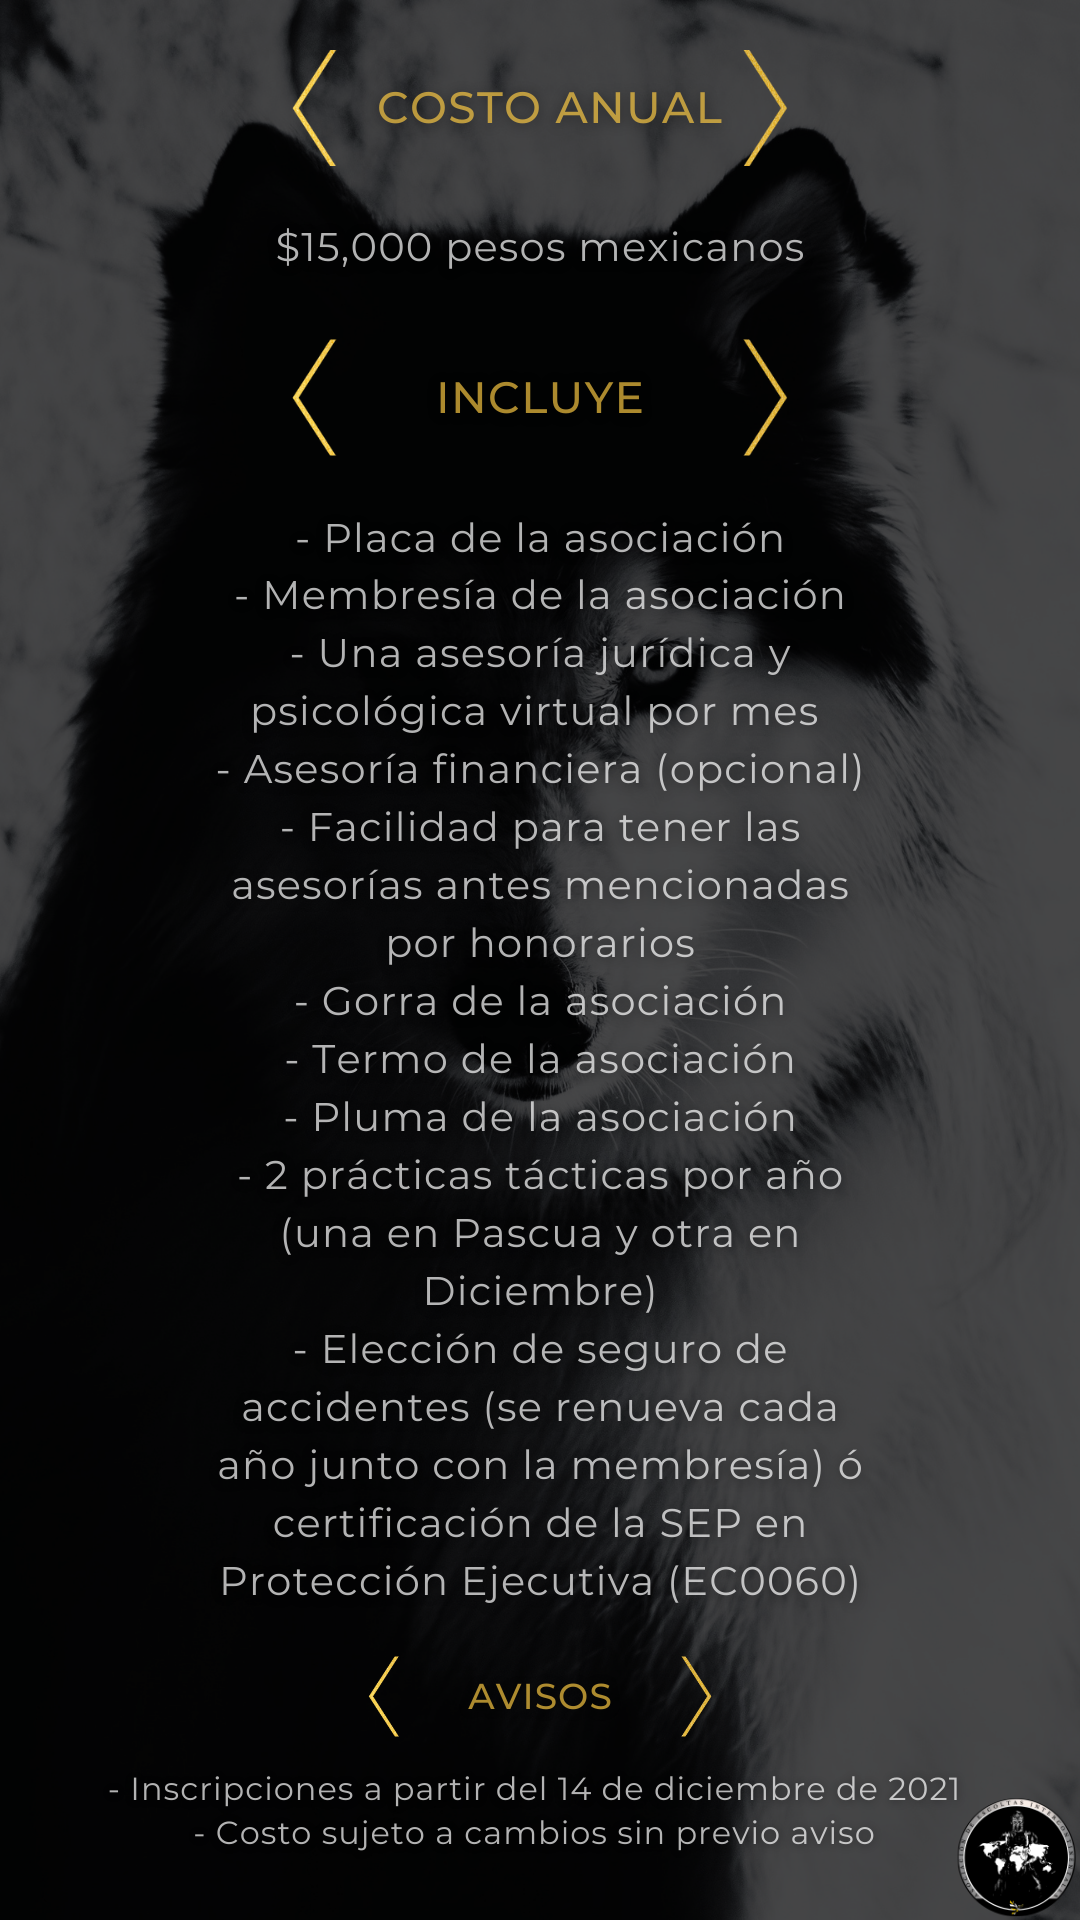 COSTO ANUAL
$15,000 pesos mexicanos
INCLUYE
- Placa de la asociación
- Membresía de la asociación
- Una asesoría jurídica y
psicológica virtual por mes
- Asesoría financiera (opcional)
- Facilidad para tener las
asesorías antes mencionadas
por honorarios
- Gorra de la asociación
- Termo de la asociación
- Pluma de la asociación
- 2 prácticas tácticas por año
(una en Pascua y otra en
Diciembre)
- Elección de seguro de
accidentes (se renueva cada
año junto con la membresía) ó
certificación de la SEP en
Protección Ejecutiva (EC0060)
AVISOS
- Inscripciones a partir del 14 de diciembre de 2021
- Costo sujeto a cambios sin previo aviso